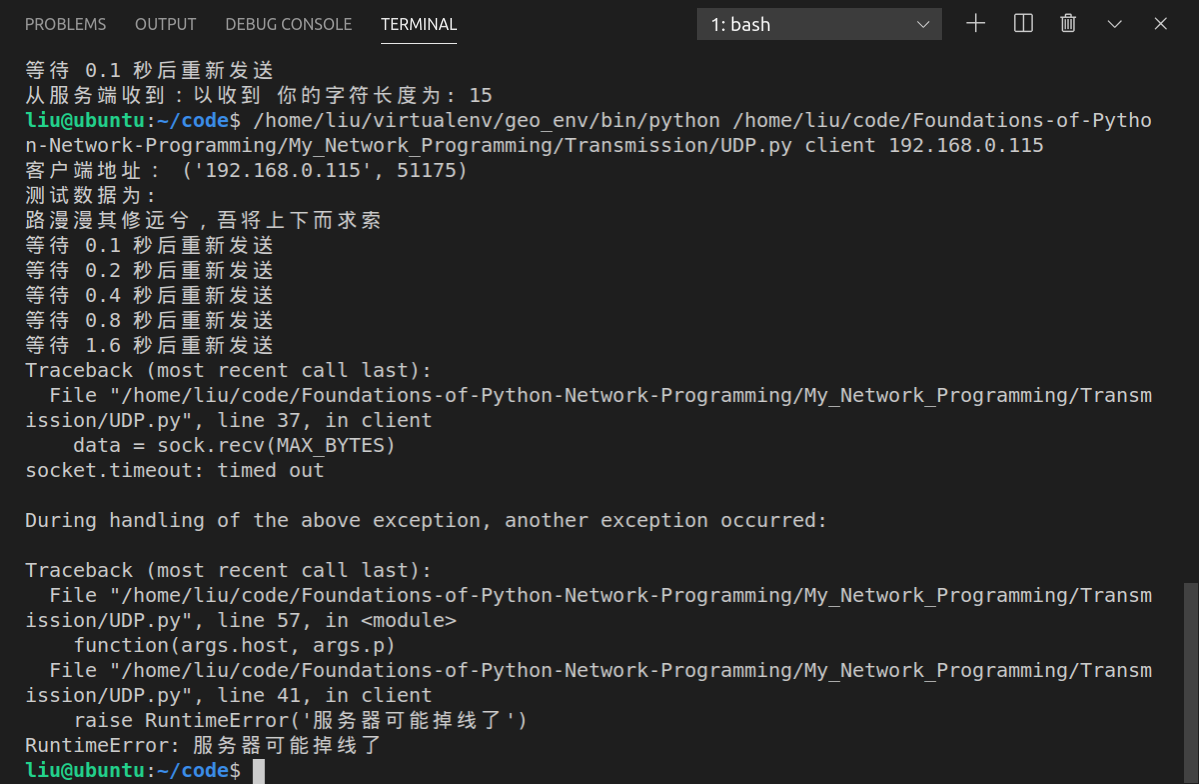 PROBLEMS OUTPUT DEBUG CONSOLE TERMINAL 1: bash
等待 0.1 秒后重新发送
从服务端收到：以收到 你的字符长度为: 15
liu@ubuntu:~/code$ /home/liu/virtualenv/geo_env/bin/python /home/liu/code/Foundations-of-Pytho
n-Network-Programming/My_Network_Programming/Transmission/UDP.py client 192.168.0.115
客户端地址： ('192.168.0.115', 51175)
测试数据为:
路漫漫其修远兮，吾将上下而求索
等待 0.1 秒后重新发送
等待 0.2 秒后重新发送
等待 0.4 秒后重新发送
等待 0.8 秒后重新发送
等待 1.6 秒后重新发送
Traceback (most recent call last):
  File "/home/liu/code/Foundations-of-Python-Network-Programming/My_Network_Programming/Transm
ission/UDP.py", line 37, in client
    data = sock.recv(MAX_BYTES)
socket.timeout: timed out
During handling of the above exception, another exception occurred:
Traceback (most recent call last):
  File "/home/liu/code/Foundations-of-Python-Network-Programming/My_Network_Programming/Transm
ission/UDP.py", line 57, in <module>
    function(args.host, args.p)
  File "/home/liu/code/Foundations-of-Python-Network-Programming/My_Network_Programming/Transm
ission/UDP.py", line 41, in client
    raise RuntimeError('服务器可能掉线了')
RuntimeError: 服务器可能掉线了
liu@ubuntu:~/code$